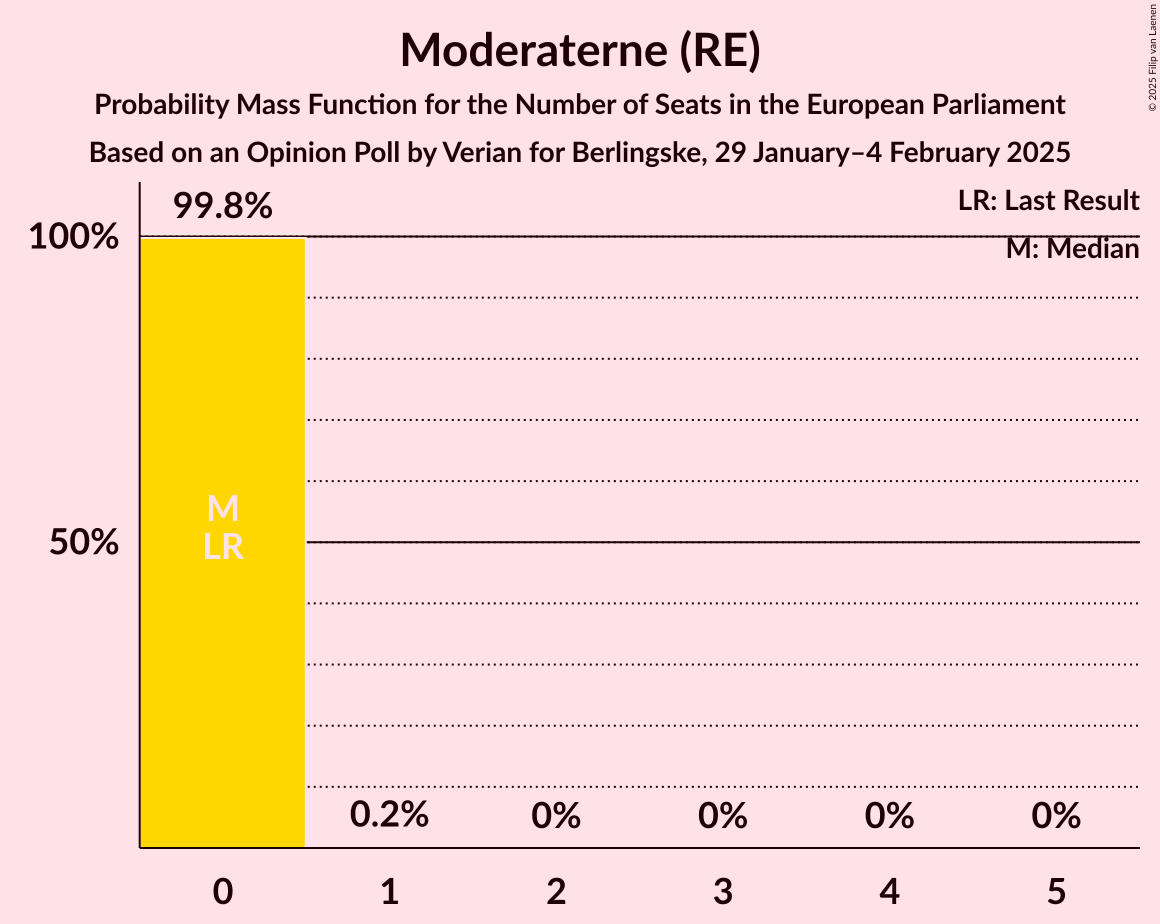 Moderaterne (RE)
Probability Mass Function for the Number of Seats in the European Parliament
Based on an Opinion Poll by Verian for Berlingske, 29 January–4 February 2025
© 2025 Filip van Laenen
LR: Last Result
M: Median
99.8%
100%
50%
M
LR
0.2%
0%
0%
0%
0%
0
1
2
3
4
5